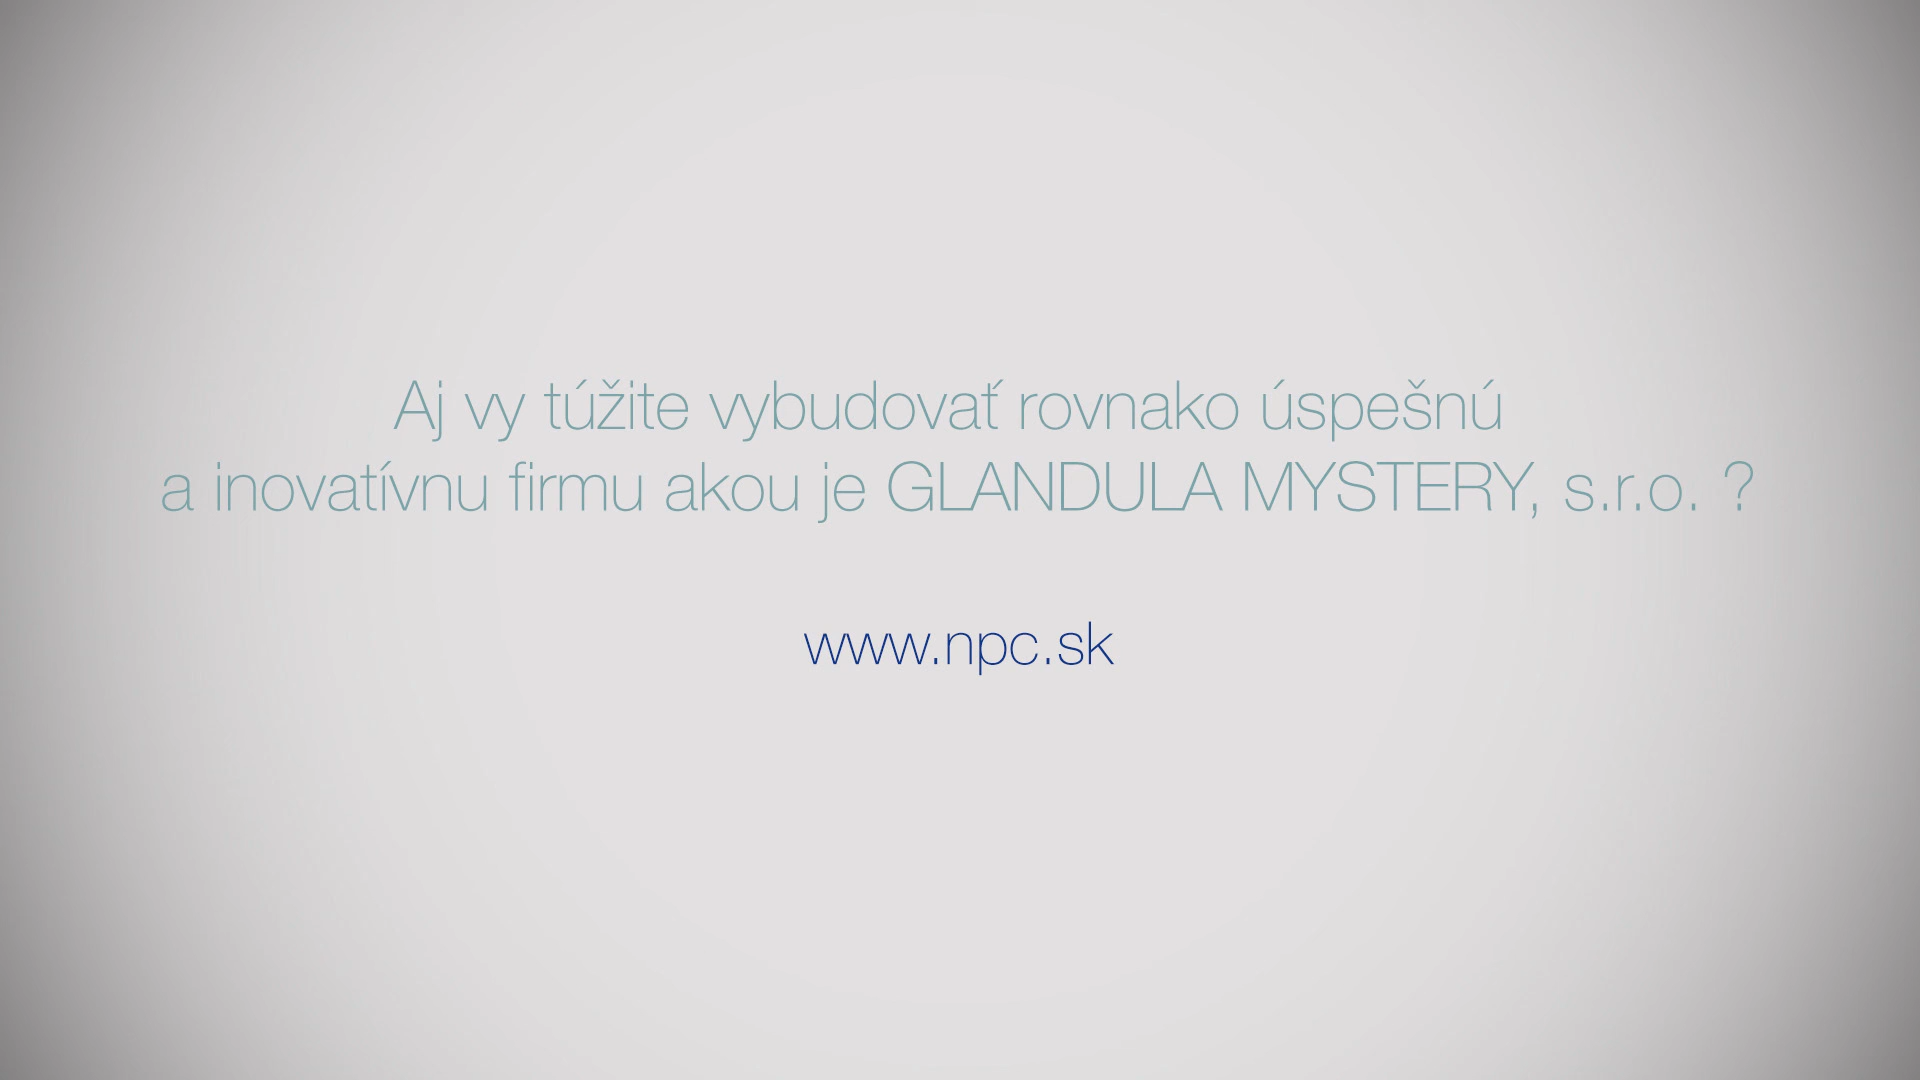 Aj vy túžite vybudovať rovnako úspešnú
a inovatívnu firmu akou je GLANDULA MYSTERY, s.r.o. ?
www.npc.sk